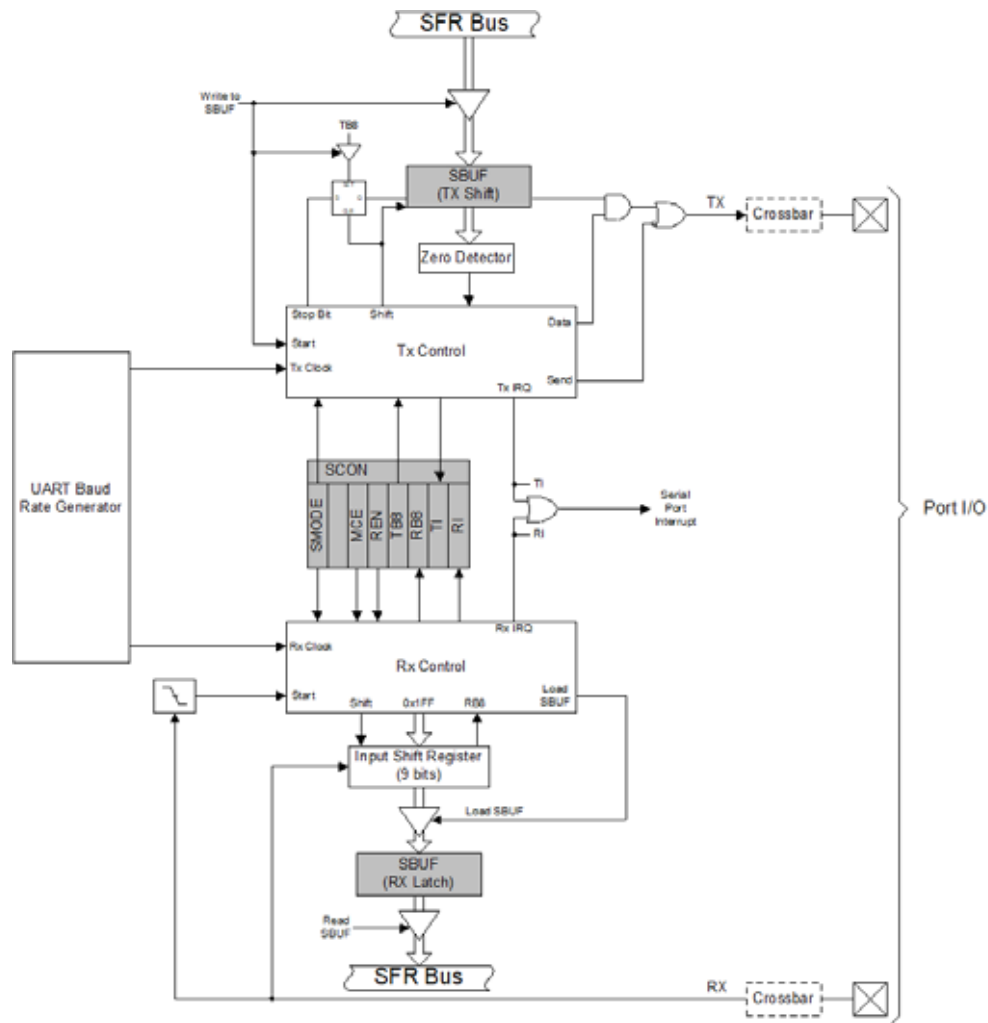 SFR Bus
Write to
SBUF
TB8
SBUF
(TX Shift)
TX
Crossbar
Zero Detector
Stop Bit
Shift
Data
Start
Tx Control
Tx Clock
Tx IRQ
Send
UART Baud
Rate Generator
SCON
SMODE
MCE
REN
TB8
RB8
TI
RI
TI
RI
Serial
Port
Interrupt
Port I/O
Rx IRQ
Rx Clock
Rx Control
Start
Shift
0x1FF
RB8
Load
SBUF
Input Shift Register
(9 bits)
Load SBUF
SBUF
(RX Latch)
Read
SBUF
SFR Bus
RX
Crossbar